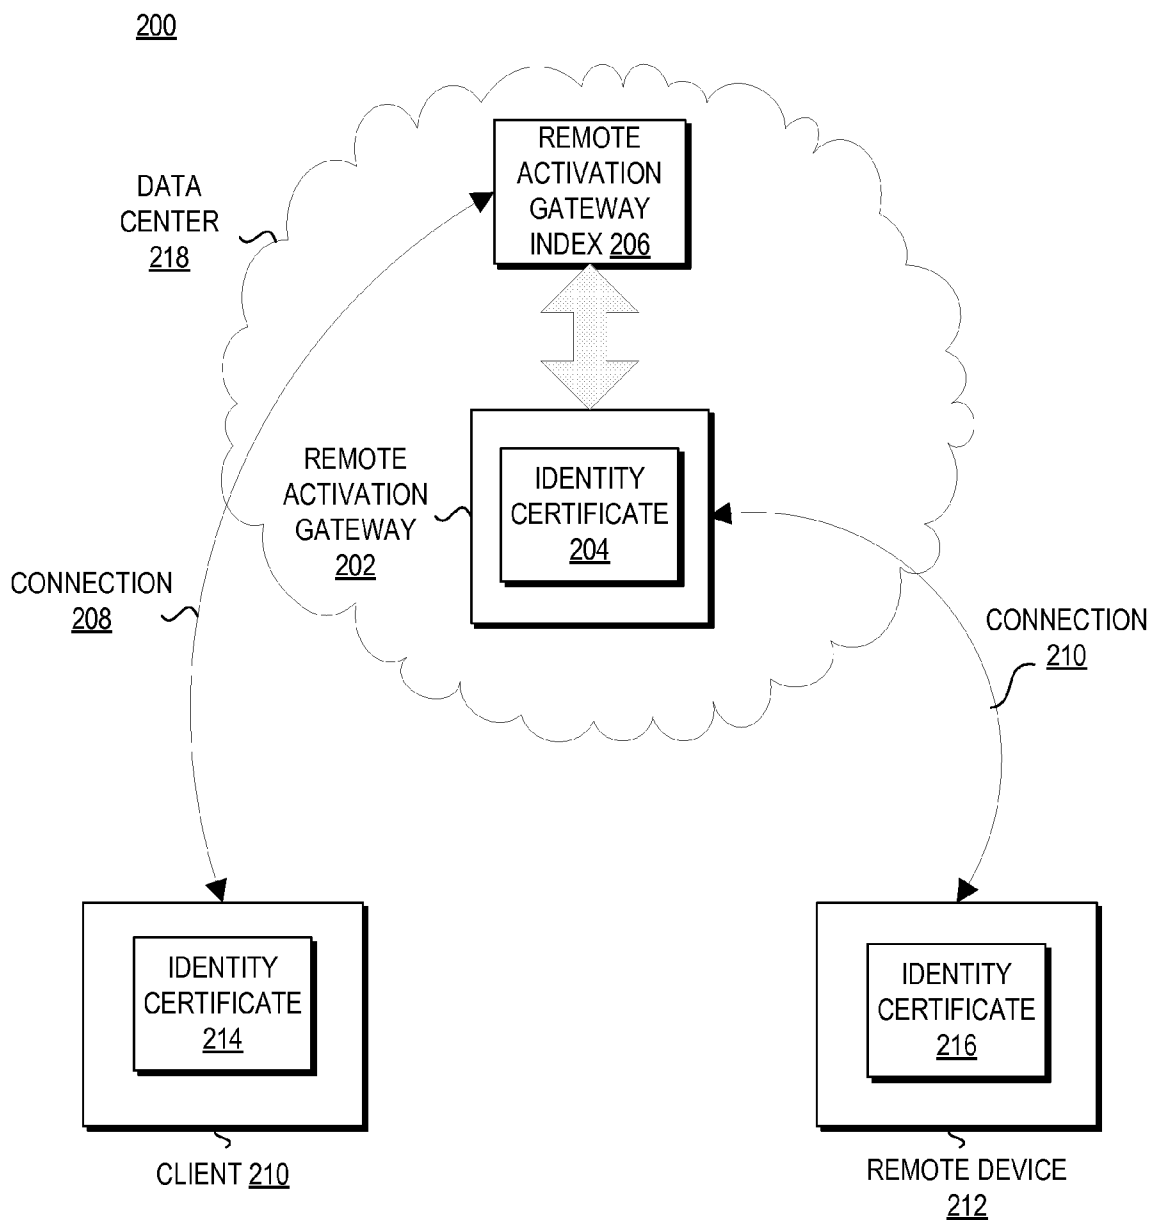 200
REMOTE
ACTIVATION
GATEWAY
INDEX 206
DATA
CENTER
218
REMOTE
ACTIVATION
GATEWAY
202
IDENTITY
CERTIFICATE
204
CONNECTION
208
CONNECTION
210
IDENTITY
CERTIFICATE
214
IDENTITY
CERTIFICATE
216
CLIENT 210
REMOTE DEVICE
212